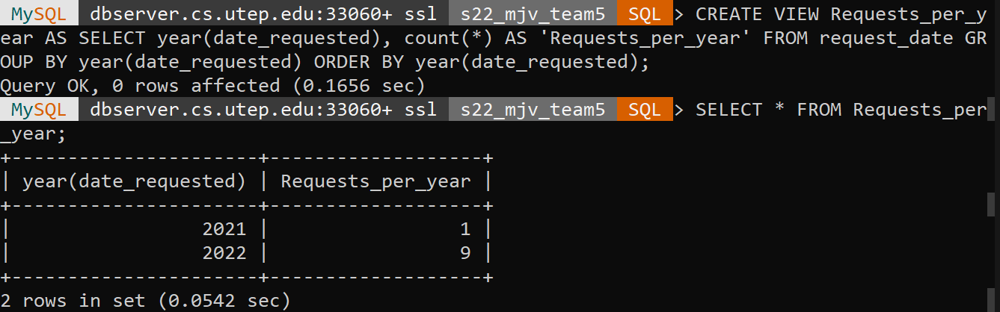 MySQL dbserver.cs.utep.edu:33060+ ssl s22_mjv_team5 SQL > CREATE VIEW Requests_per_y
ear AS SELECT year(date_requested), count(*) AS 'Requests_per_year' FROM request_date GR
OUP BY year(date_requested) ORDER BY year(date_requested);
Query OK, 0 rows affected (0.1656 sec)
MySQL dbserver.cs.utep.edu:33060+ ssl s22_mjv_team5 SQL > SELECT * FROM Requests_per
_year;
+----------------------+-------------------+
| year(date_requested) | Requests_per_year |
+----------------------+-------------------+
|                 2021 |                 1 |
|                 2022 |                 9 |
+----------------------+-------------------+
2 rows in set (0.0542 sec)